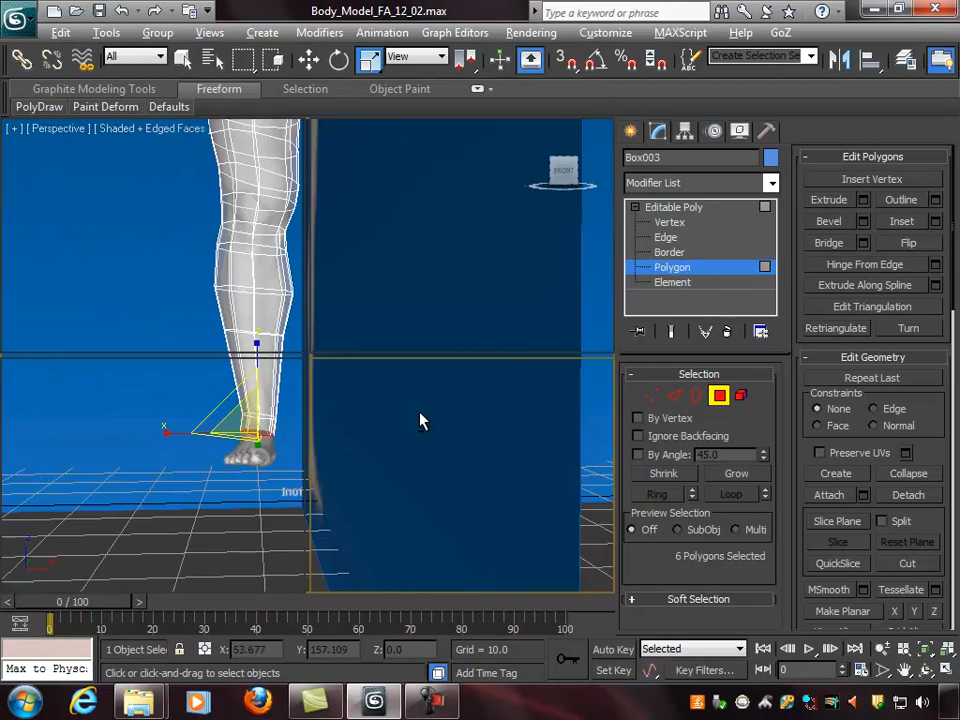 Body_Model_FA_12_02.max
Type a keyword or phrase
Edit Tools Group Views Create Modifiers Animation Graph Editors Rendering Customize MAXScript Help GoZ
All View 3 Create Selection Se
Graphite Modeling Tools Freeform Selection Object Paint
PolyDraw Paint Deform Defaults
[ + ] [ Perspective ] [ Shaded + Edged Faces ]
FRONT
x
Box003
Modifier List
Editable Poly
Vertex
Edge
Border
Polygon
Element
Selection
By Vertex
Ignore Backfacing
By Angle: 45.0
Shrink Grow
Ring Loop
Preview Selection
Off SubObj Multi
6 Polygons Selected
Soft Selection
Edit Polygons
Insert Vertex
Extrude Outline
Bevel Inset
Bridge Flip
Hinge From Edge
Extrude Along Spline
Edit Triangulation
Retriangulate Turn
Edit Geometry
Repeat Last
Constraints
None Edge
Face Normal
Preserve UVs
Create Collapse
Attach Detach
Slice Plane Split
Slice Reset Plane
QuickSlice Cut
MSmooth Tessellate
Make Planar X Y Z
0 / 100
0 10 20 30 40 50 60 70 80 90 100
1 Object Selec X: 53.677 Y: 157.109 Z: 0.0 Grid = 10.0
Auto Key Selected
Max to Physc
Click or click-and-drag to select objects
Add Time Tag
Set Key Key Filters... 0